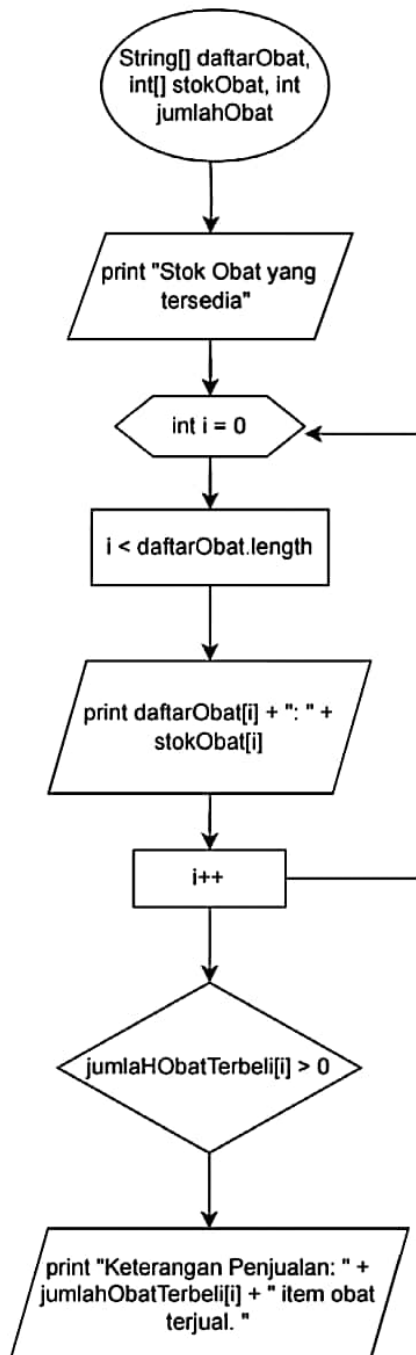 String[] daftarObat,
int[] stokObat, int
jumlahObat
print "Stok Obat yang
tersedia"
int i = 0
i < daftarObat.length
print daftarObat[i] + ": " +
stokObat[i]
i++
jumlaHObatTerbeli[i] > 0
print "Keterangan Penjualan: " +
jumlahObatTerbeli[i] + " item obat
terjual. "